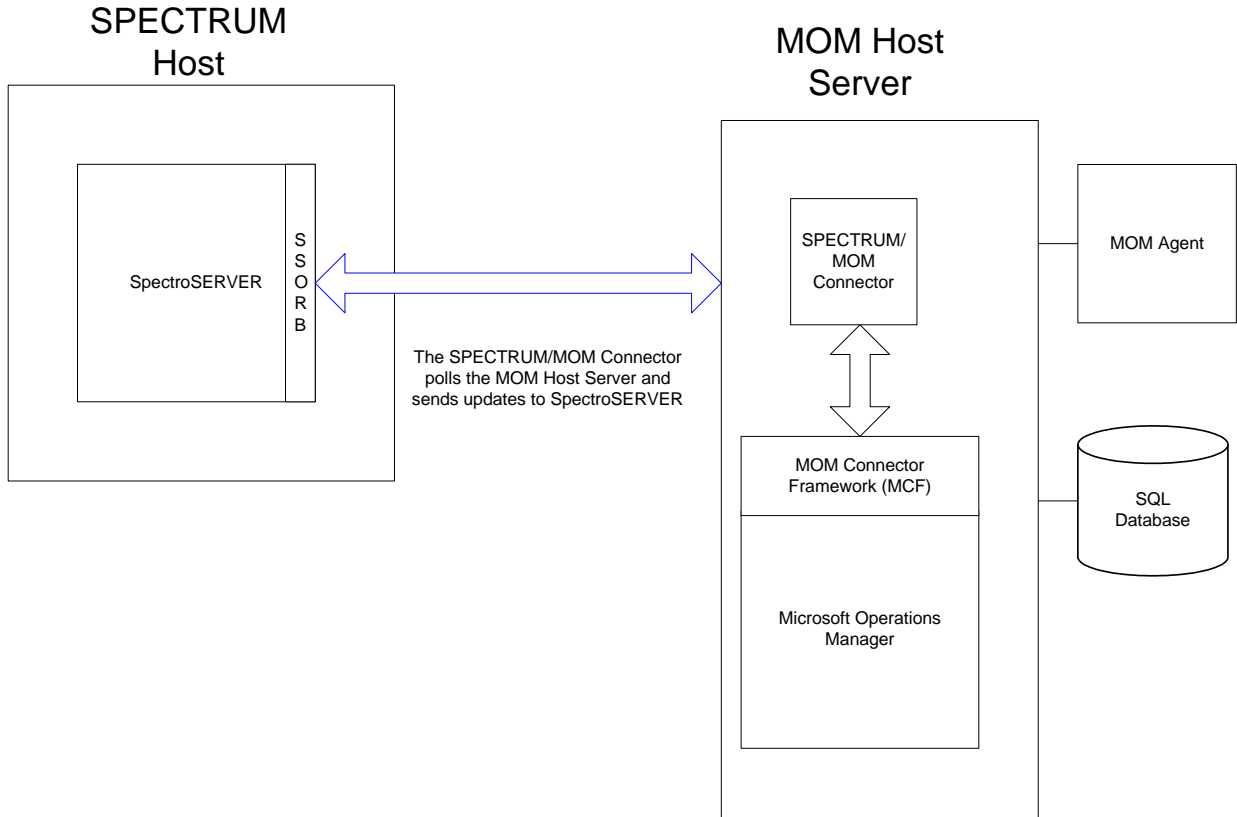 SPECTRUM
Host
MOM Host
Server
SpectroSERVER
S
S
O
R
B
The SPECTRUM/MOM Connector
polls the MOM Host Server and
sends updates to SpectroSERVER
SPECTRUM/
MOM
Connector
MOM Connector
Framework (MCF)
Microsoft Operations
Manager
MOM Agent
SQL
Database